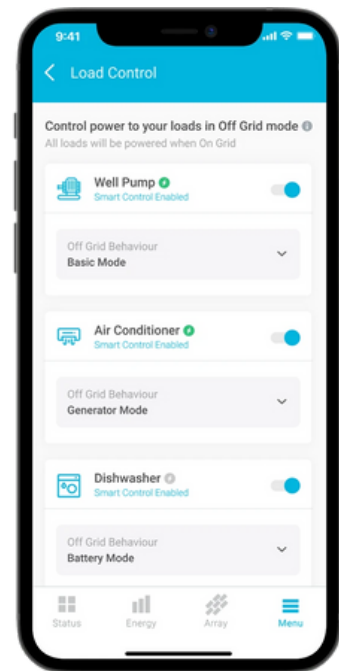 9:41
Load Control
Control power to your loads in Off Grid mode
All loads will be powered when On Grid
Well Pump
Smart Control Enabled
Off Grid Behaviour
Basic Mode
Air Conditioner
Smart Control Enabled
Off Grid Behaviour
Generator Mode
Dishwasher
Smart Control Enabled
Off Grid Behaviour
Battery Mode
Status Energy Array Menu